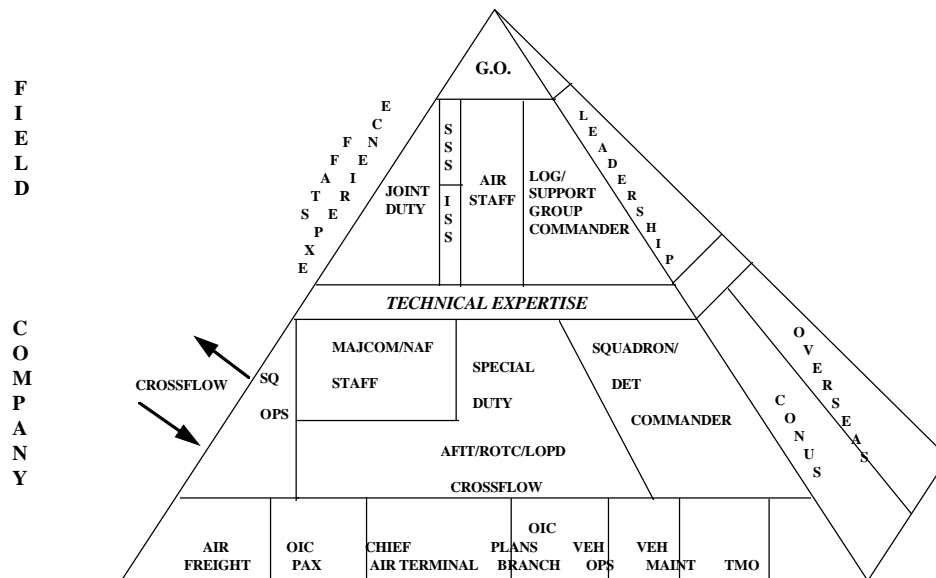 G.O.
FIELD
STAFF
EXPERIENCE
JOINT
DUTY
SSS
ISS
AIR
STAFF
LOG/
SUPPORT
GROUP
COMMANDER
LEADERSHIP
TECHNICAL EXPERTISE
COMPANY
CROSSFLOW
SQ
OPS
MAJCOM/NAF
STAFF
SPECIAL
DUTY
AFIT/ROTC/LOPD
CROSSFLOW
SQUADRON/
DET
COMMANDER
CONUS
OVERSEAS
AIR
FREIGHT
OIC
PAX
CHIEF
AIR TERMINAL
OIC
PLANS
BRANCH
VEH
OPS
VEH
MAINT
TMO